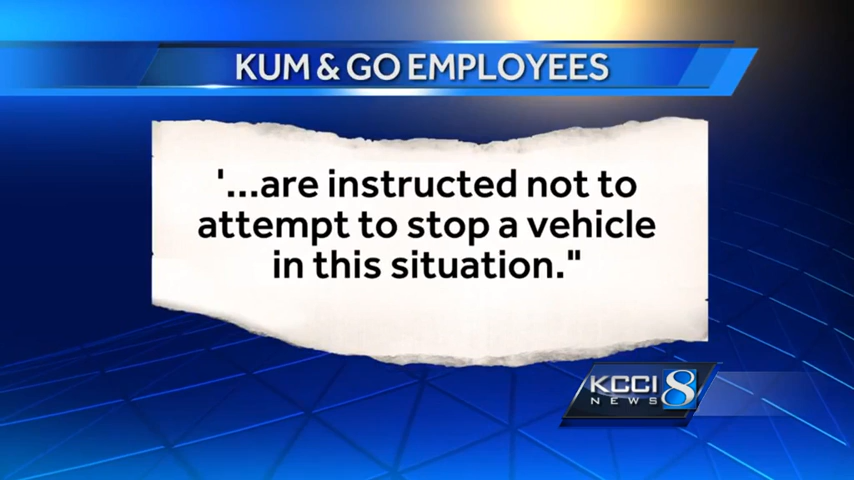 KUM & GO EMPLOYEES
'...are instructed not to
attempt to stop a vehicle
in this situation."
KCCI 8
NEWS